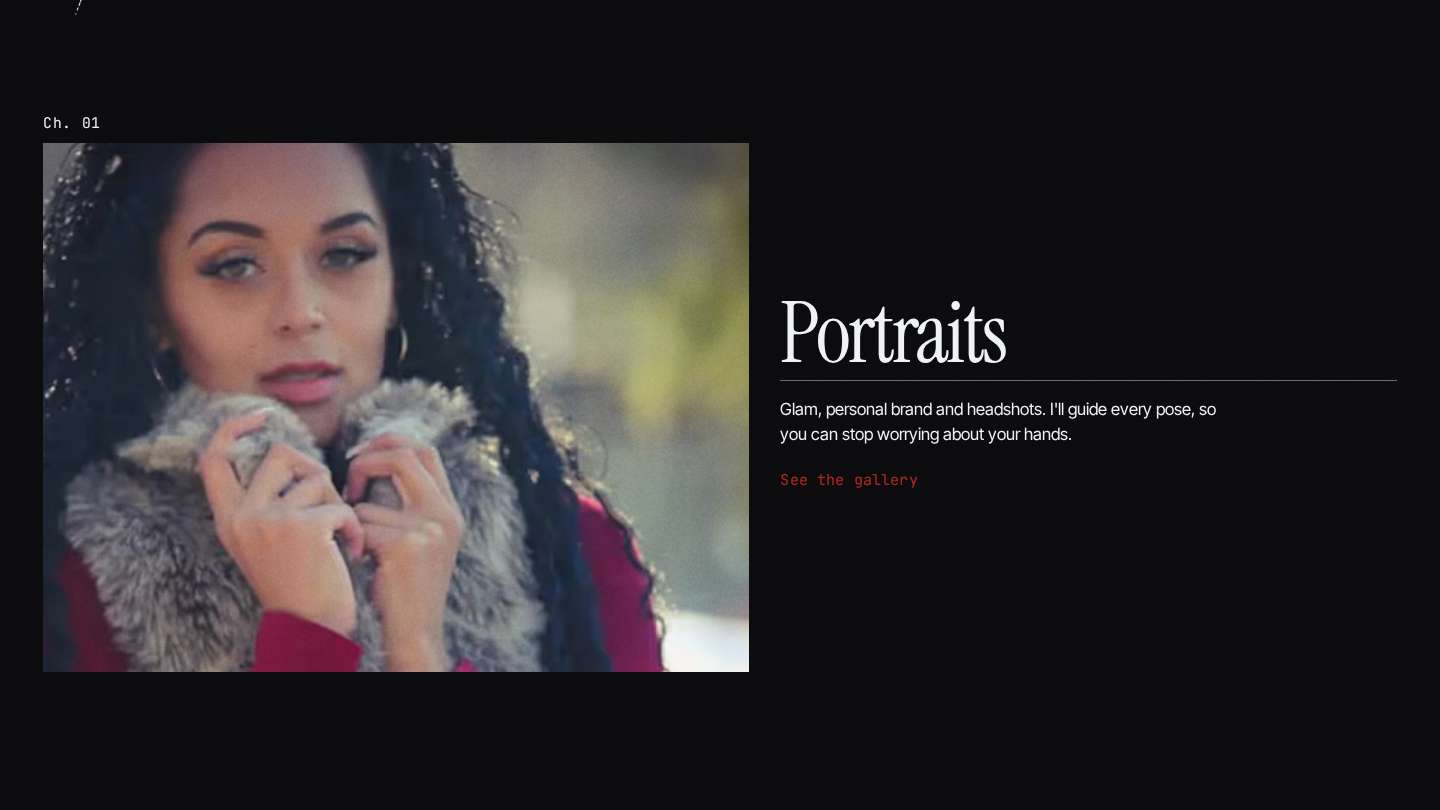 Ch. 01
Portraits
Glam, personal brand and headshots. I'll guide every pose, so
you can stop worrying about your hands.
See the gallery